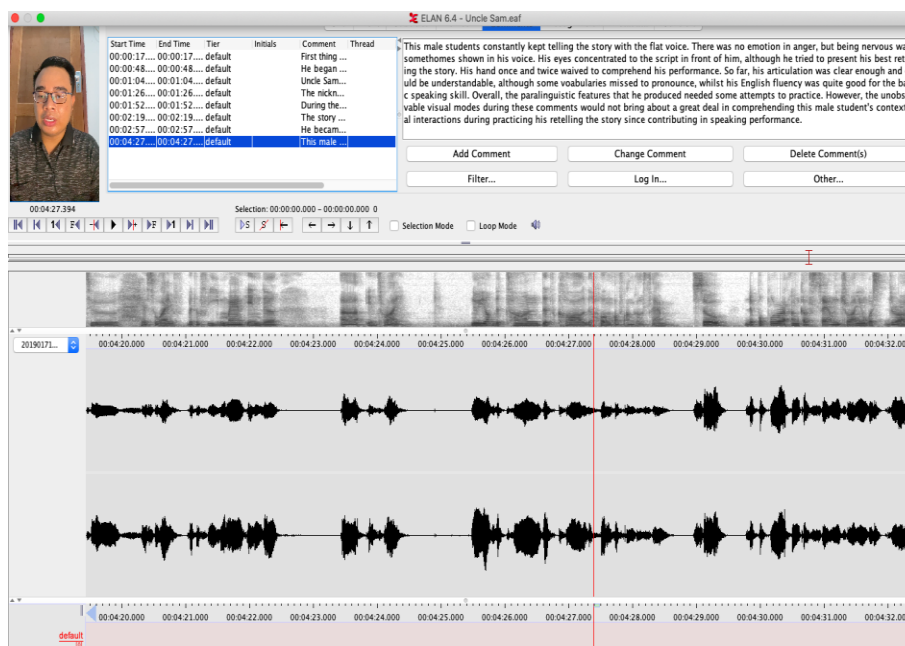 ELAN 6.4 - Uncle Sam.eaf
Start Time End Time Tier Initials Comment Thread
00:00:17.... 00:00:17.... default First thing ...
00:00:48.... 00:00:48.... default He began ...
00:01:04.... 00:01:04.... default Uncle Sam...
00:01:26.... 00:01:26.... default The nickn...
00:01:52.... 00:01:52.... default During the...
00:02:19.... 00:02:19.... default The story ...
00:02:57.... 00:02:57.... default He becam...
00:04:27.... 00:04:27.... default This male ...
This male students constantly kept telling the story with the flat voice. There was no emotion in anger, but being nervous wa
somethomes shown in his voice. His eyes concentrated to the script in front of him, although he tried to present his best ret
ing the story. His hand once and twice waived to comprehend his performance. So far, his articulation was clear enough and
uld be understandable, although some voabularies missed to pronounce, whilst his English fluency was quite good for the ba
c speaking skill. Overall, the paralinguistic features that he produced needed some attempts to practice. However, the unobs
vable visual modes during these comments would not bring about a great deal in comprehending this male student's context
al interactions during practicing his retelling the story since contributing in speaking performance.
Add Comment Change Comment Delete Comment(s)
Filter... Log In... Other...
00:04:27.394 Selection: 00:00:00.000 - 00:00:00.000 0
Selection Mode Loop Mode
20190171... 00:04:20.000 00:04:21.000 00:04:22.000 00:04:23.000 00:04:24.000 00:04:25.000 00:04:26.000 00:04:27.000 00:04:28.000 00:04:29.000 00:04:30.000 00:04:31.000 00:04:32.00
00:04:20.000 00:04:21.000 00:04:22.000 00:04:23.000 00:04:24.000 00:04:25.000 00:04:26.000 00:04:27.000 00:04:28.000 00:04:29.000 00:04:30.000 00:04:31.000 00:04:32.00
default